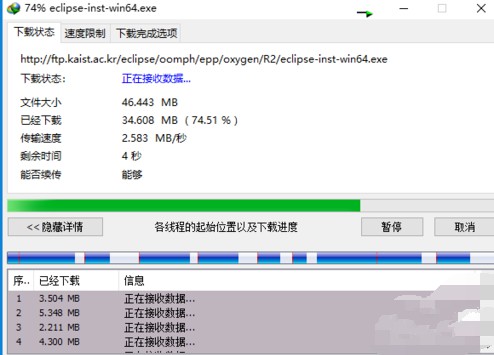 74% eclipse-inst-win64.exe
下载状态 速度限制 下载完成选项
http://ftp.kaist.ac.kr/eclipse/oomph/epp/oxygen/R2/eclipse-inst-win64.exe
下载状态: 正在接收数据...
文件大小 46.443 MB
已经下载 34.608 MB (74.51 %)
传输速度 2.583 MB/秒
剩余时间 4 秒
能否续传 能够
<< 隐藏详情 各线程的起始位置以及下载进度 暂停 取消
序.. 已经下载 信息
1 3.504 MB 正在接收数据...
2 5.348 MB 正在接收数据...
3 2.211 MB 正在接收数据...
4 4.300 MB 正在接收数据...